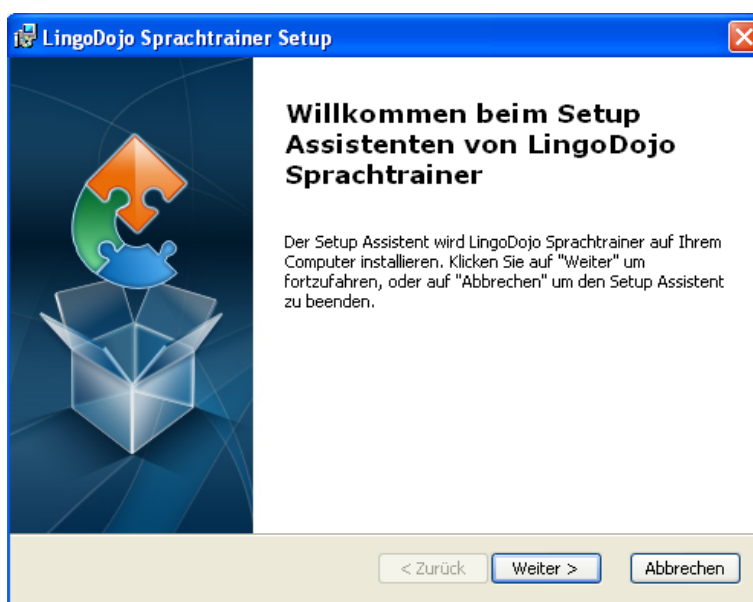 LingoDojo Sprachtrainer Setup
Willkommen beim Setup
Assistenten von LingoDojo
Sprachtrainer
Der Setup Assistent wird LingoDojo Sprachtrainer auf Ihrem
Computer installieren. Klicken Sie auf "Weiter" um
fortzufahren, oder auf "Abbrechen" um den Setup Assistent
zu beenden.
< Zurück Weiter > Abbrechen